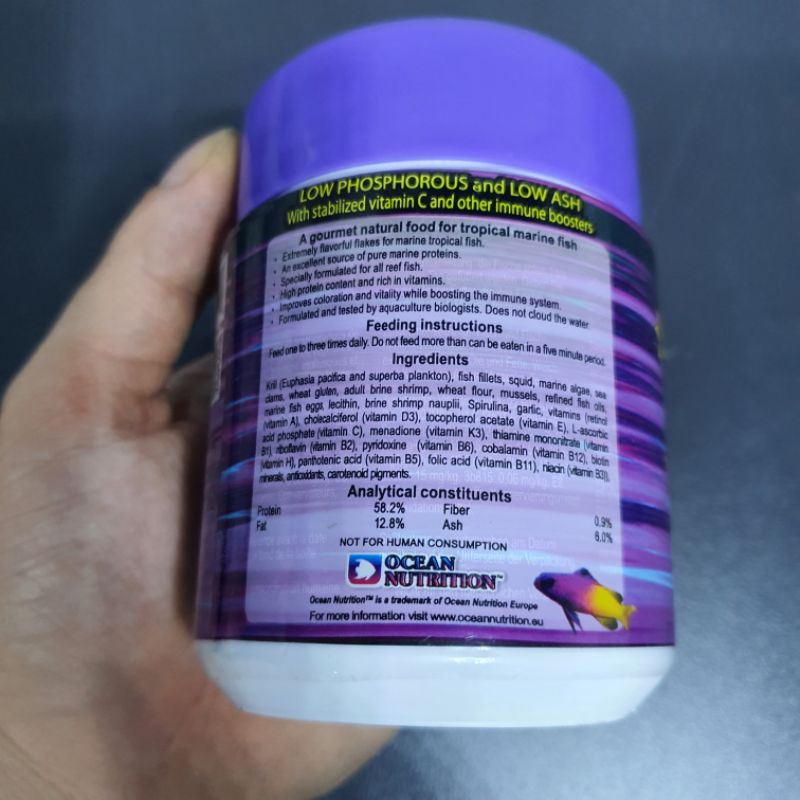 LOW PHOSPHOROUS and LOW ASH
With stabilized vitamin C and other immune boosters
A gourmet natural food for tropical marine fish
· Extremely flavorful flakes for marine tropical fish.
· An excellent source of pure marine proteins.
· Specially formulated for all reef fish.
· High protein content and rich in vitamins.
· Improves coloration and vitality while boosting the immune system.
· Formulated and tested by aquaculture biologists. Does not cloud the water.
Feeding instructions
Feed one to three times daily. Do not feed more than can be eaten in a five minute period.
Ingredients
Krill (Euphasia pacifica and superba plankton), fish fillets, squid, marine algae, sea
clams, wheat gluten, adult brine shrimp, wheat flour, mussels, refined fish oils,
marine fish eggs, lecithin, brine shrimp nauplii, Spirulina, garlic, vitamins (retinol
(vitamin A), cholecalciferol (vitamin D3), tocopherol acetate (vitamin E), L-ascorbic
acid phosphate (vitamin C), menadione (vitamin K3), thiamine mononitrate (vitamin
B1), riboflavin (vitamin B2), pyridoxine (vitamin B6), cobalamin (vitamin B12), biotin
(vitamin H), panthotenic acid (vitamin B5), folic acid (vitamin B11), niacin (vitamin B3)),
minerals, antioxidants, carotenoid pigments.
Analytical constituents
Protein 58.2% Fiber 0.9%
Fat 12.8% Ash 6.0%
NOT FOR HUMAN CONSUMPTION
OCEAN
NUTRITION™
Ocean Nutrition™ is a trademark of Ocean Nutrition Europe
For more information visit www.oceannutrition.eu